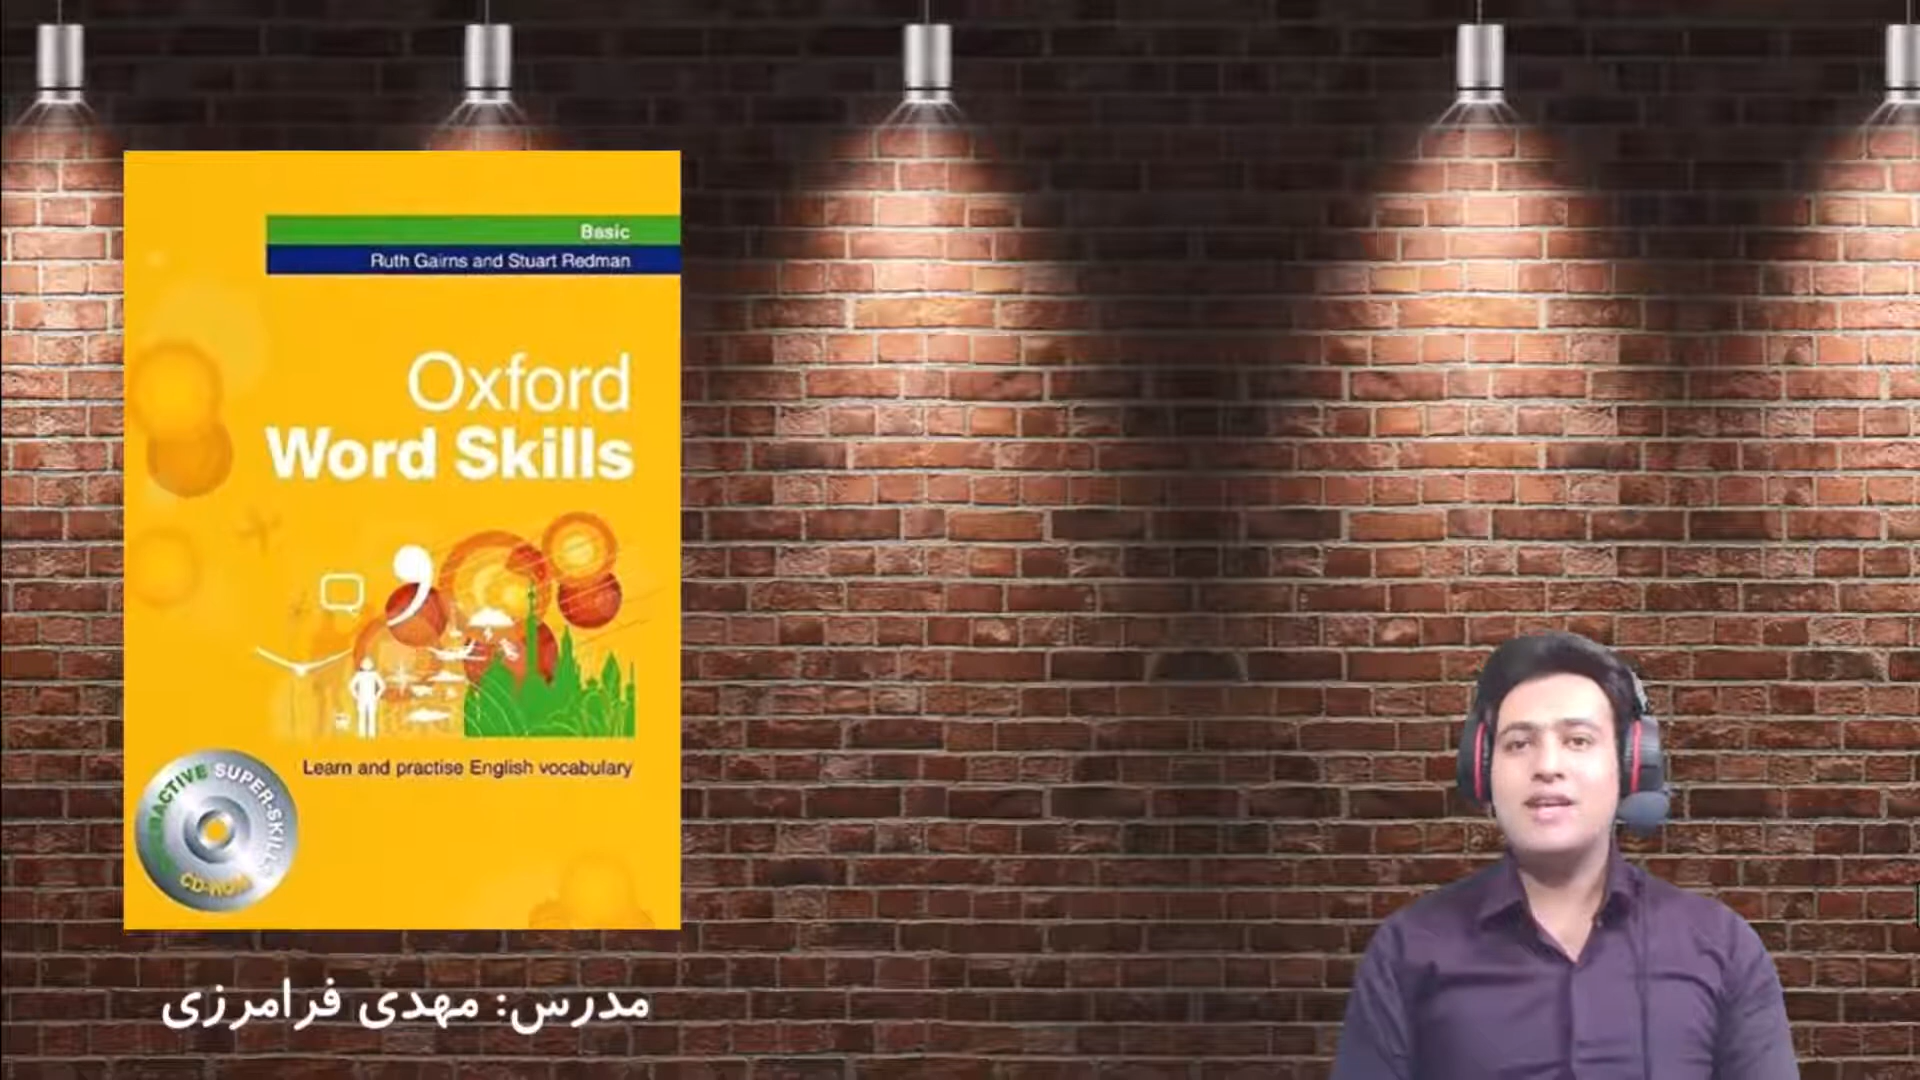 Basic
Ruth Gairns and Stuart Redman
Oxford
Word Skills
Learn and practise English vocabulary
SUPER-SKILLS
CD-ROM
مدرس: مهدی فرامرزی